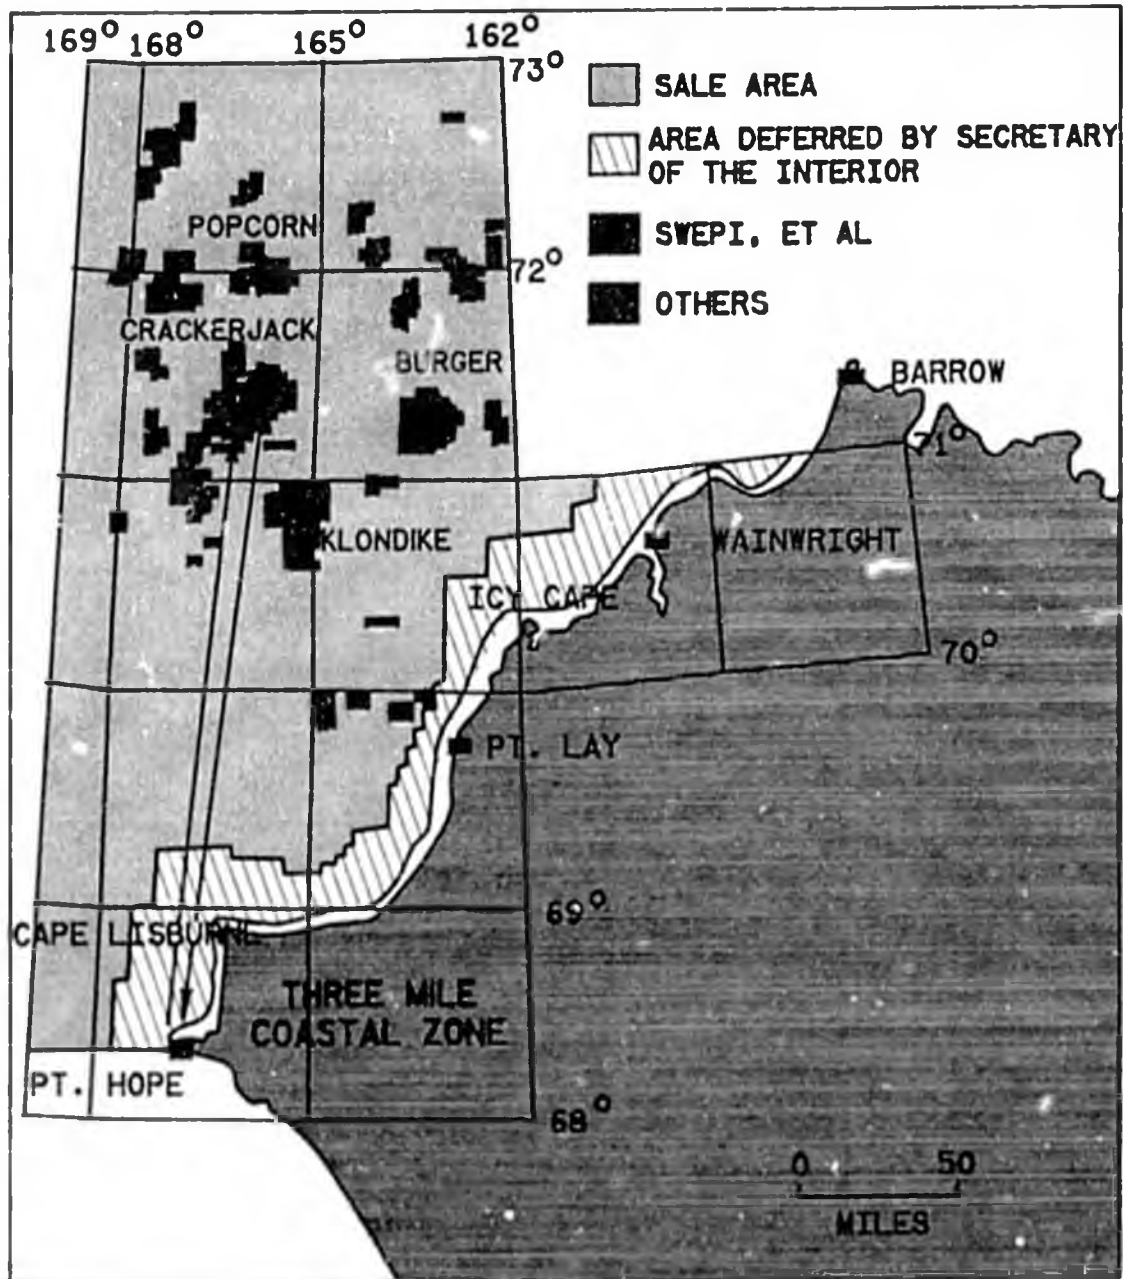 169° 168° 165° 162°
73°
SALE AREA
AREA DEFERRED BY SECRETARY
OF THE INTERIOR
POPCORN
SWEPI, ET AL
72°
OTHERS
CRACKERJACK
BURGER
BARROW
71°
KLONDIKE
WAINWRIGHT
ICY CAPE
70°
PT. LAY
69°
CAPE LISBURNE
THREE MILE
COASTAL ZONE
PT. HOPE
68°
0 50
MILES